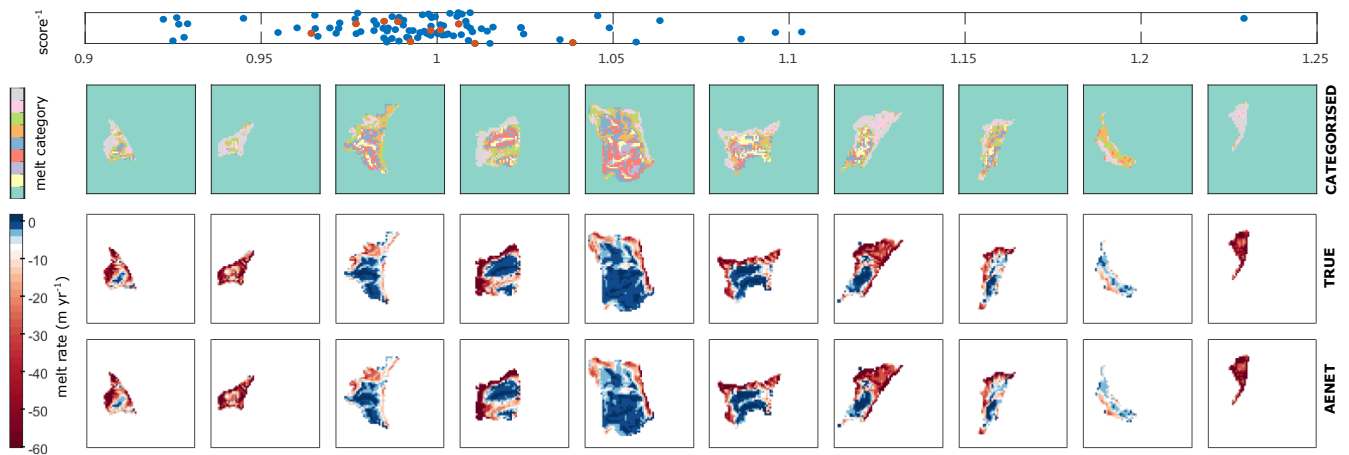 score⁻¹
0.9 0.95 1 1.05 1.1 1.15 1.2 1.25
melt category
CATEGORISED
melt rate (m yr⁻¹)
0
-10
-20
-30
-40
-50
-60
TRUE
AENET